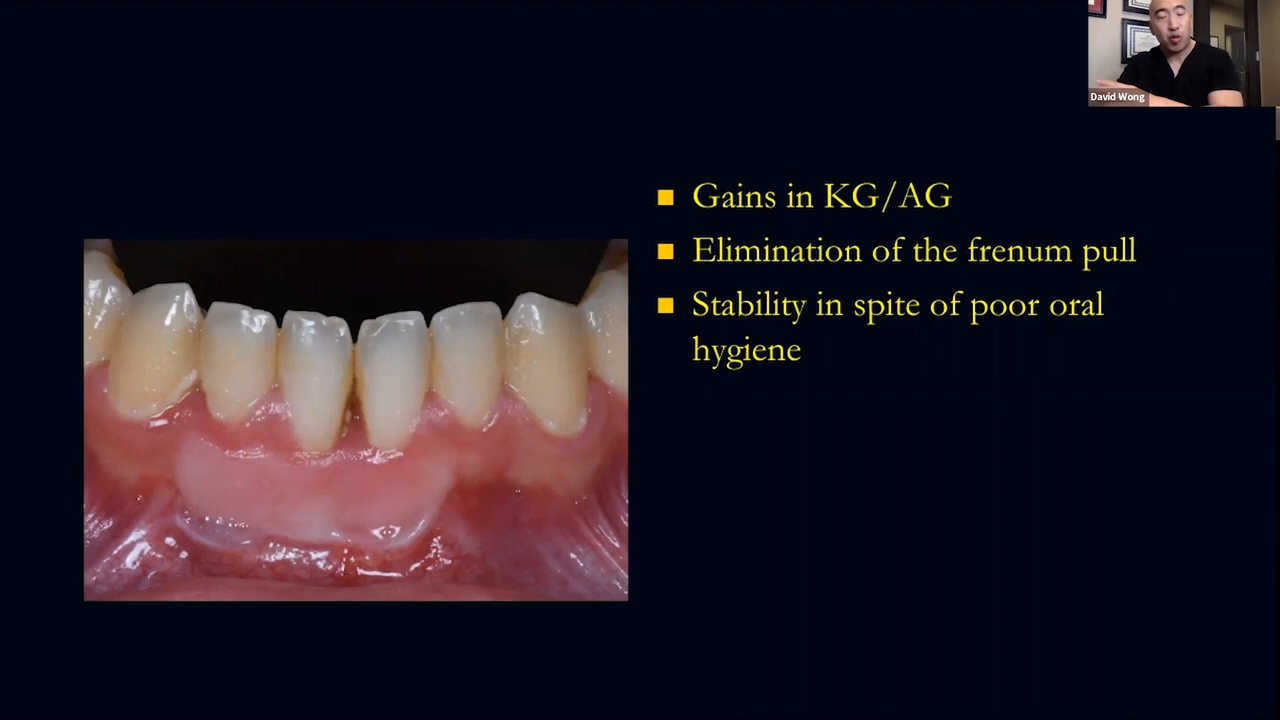 David Wong
Gains in KG/AG
Elimination of the frenum pull
Stability in spite of poor oral
hygiene